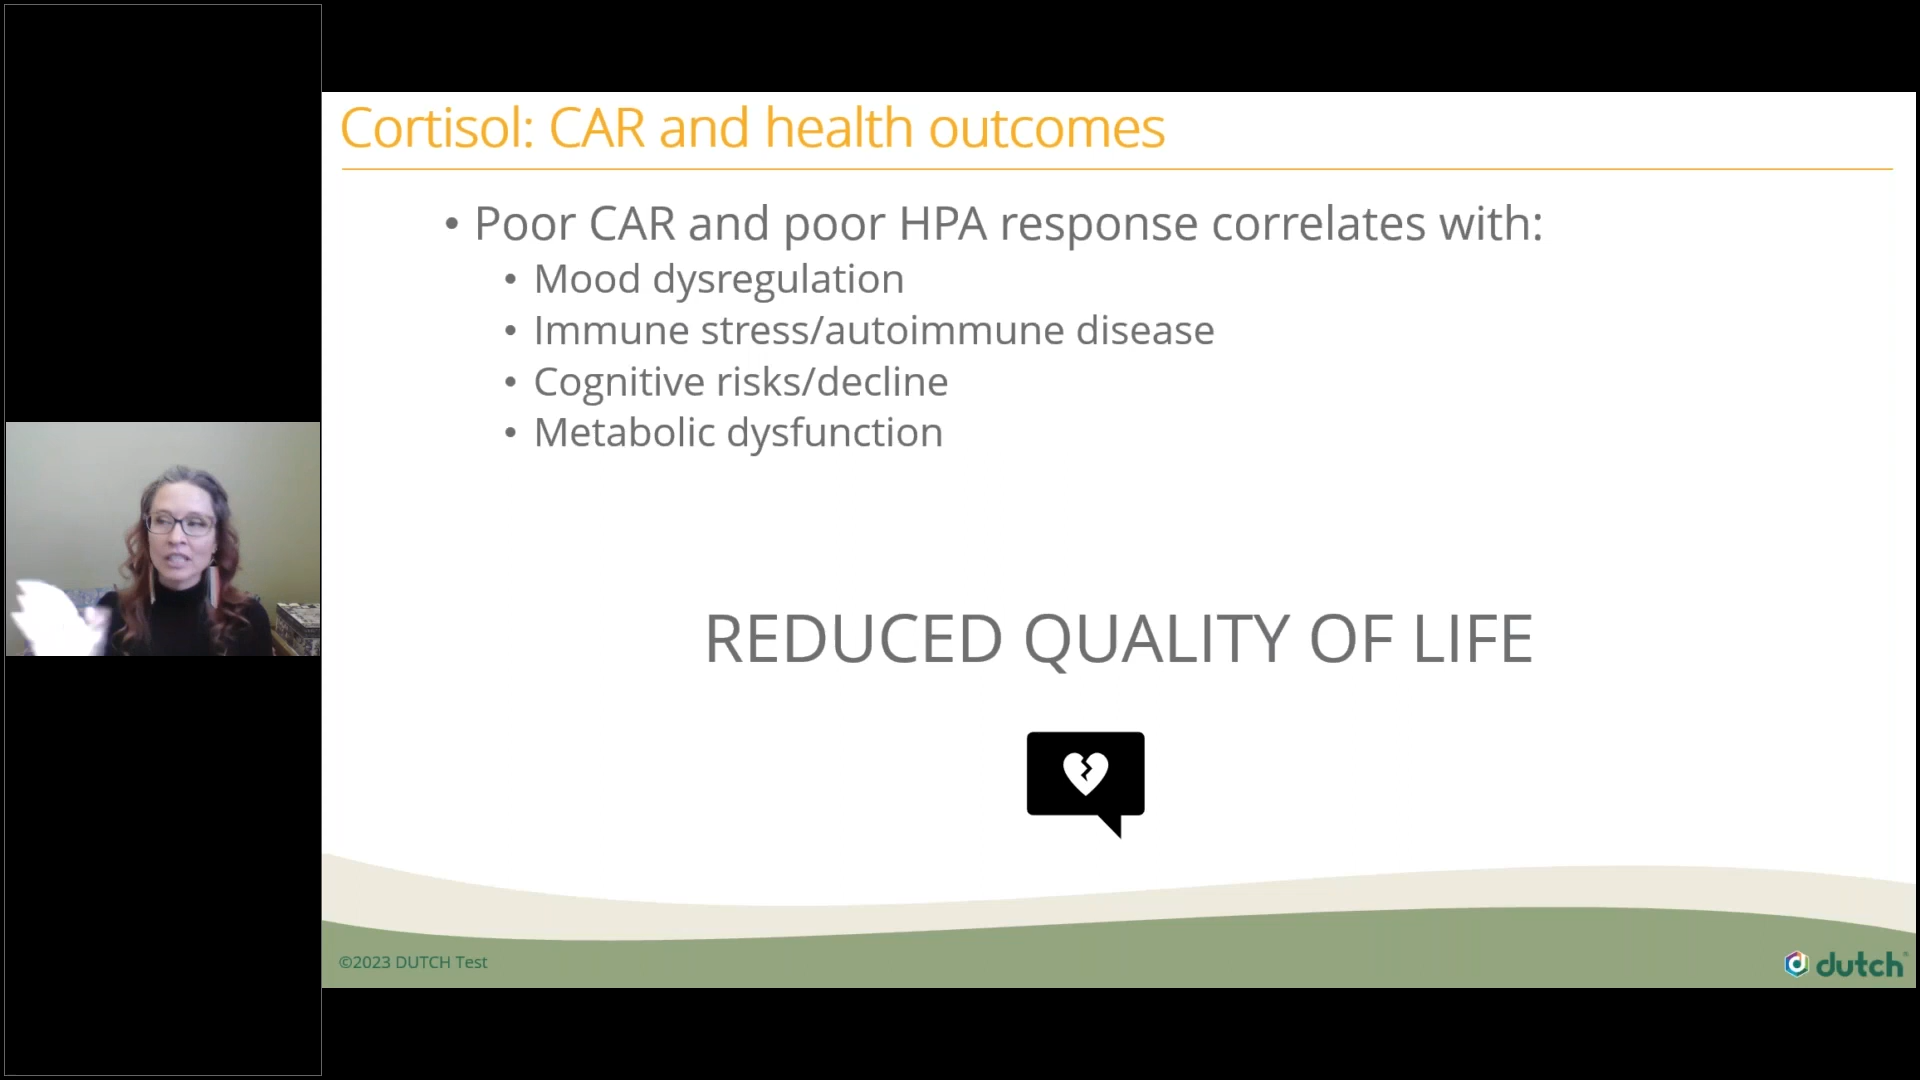 Cortisol: CAR and health outcomes
• Poor CAR and poor HPA response correlates with:
• Mood dysregulation
• Immune stress/autoimmune disease
• Cognitive risks/decline
• Metabolic dysfunction
REDUCED QUALITY OF LIFE
©2023 DUTCH Test
dutch